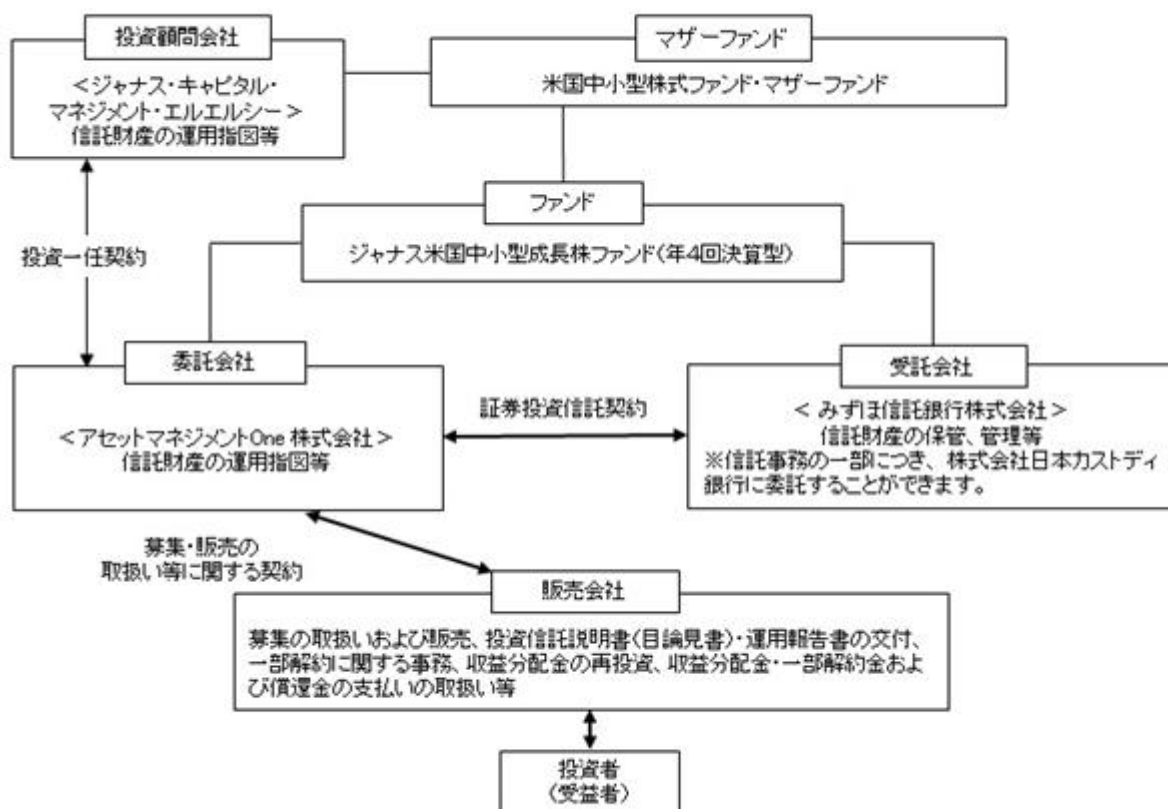 投資顧問会社
<ジャナス・キャピタル・
マネジメント・エルエルシー>
信託財産の運用指図等
マザーファンド
米国中小型株式ファンド・マザーファンド
投資一任契約
ファンド
ジャナス米国中小型成長株ファンド(年4回決算型)
委託会社
<アセットマネジメントOne 株式会社>
信託財産の運用指図等
証券投資信託契約
受託会社
< みずほ信託銀行株式会社>
信託財産の保管、管理等
※信託事務の一部につき、株式会社日本カストディ
銀行に委託することができます。
募集・販売の
取扱い等に関する契約
販売会社
募集の取扱いおよび販売、投資信託説明書(目論見書)・運用報告書の交付、
一部解約に関する事務、収益分配金の再投資、収益分配金・一部解約金およ
び償還金の支払いの取扱い等
投資者
(受益者)